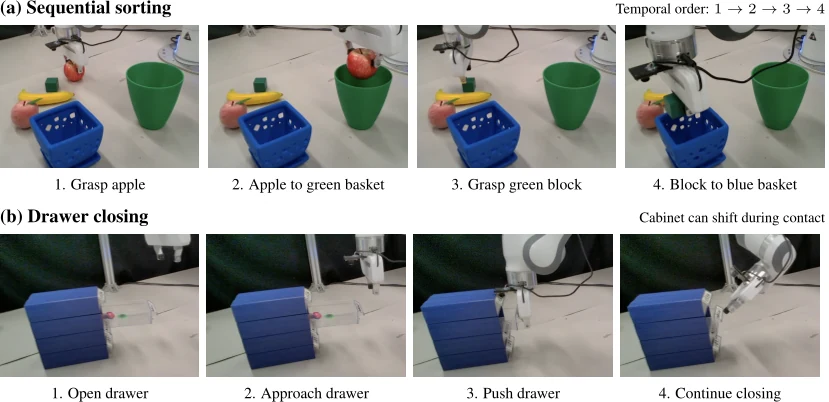 (a) Sequential sorting
Temporal order: 1 → 2 → 3 → 4
1. Grasp apple
2. Apple to green basket
3. Grasp green block
4. Block to blue basket
(b) Drawer closing
Cabinet can shift during contact
1. Open drawer
2. Approach drawer
3. Push drawer
4. Continue closing